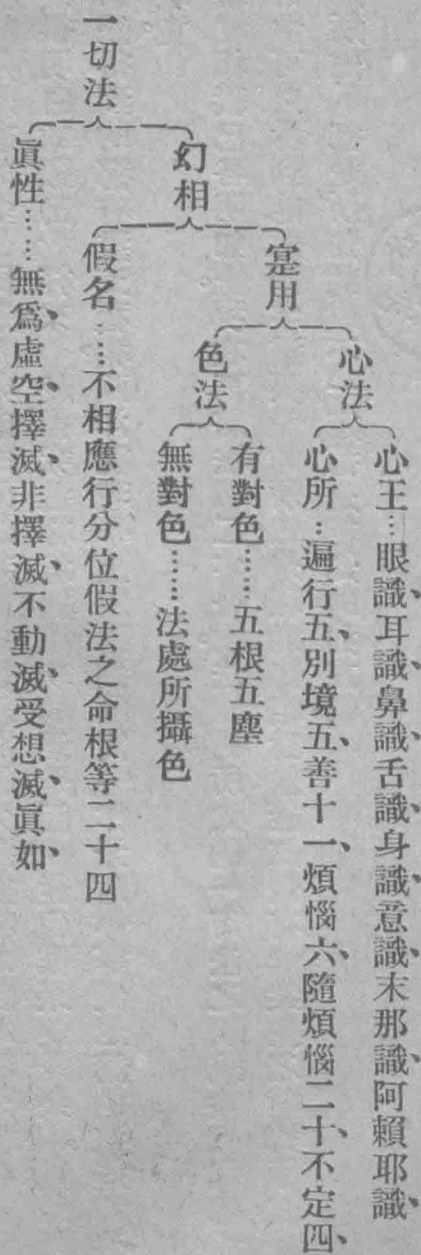 一切法
幻相
寔用
心法
心王…眼識、耳識、鼻識、舌識、身識、意識、末那識、阿賴耶識、
心所…遍行五、別境五、善十一、煩惱六、隨煩惱二十、不定四、
色法
有對色……五根五塵
無對色……法處所攝色
假名……不相應行分位假法之命根等二十四
眞性……無爲、虛空、擇滅、非擇滅、不動滅、受想滅、眞如、